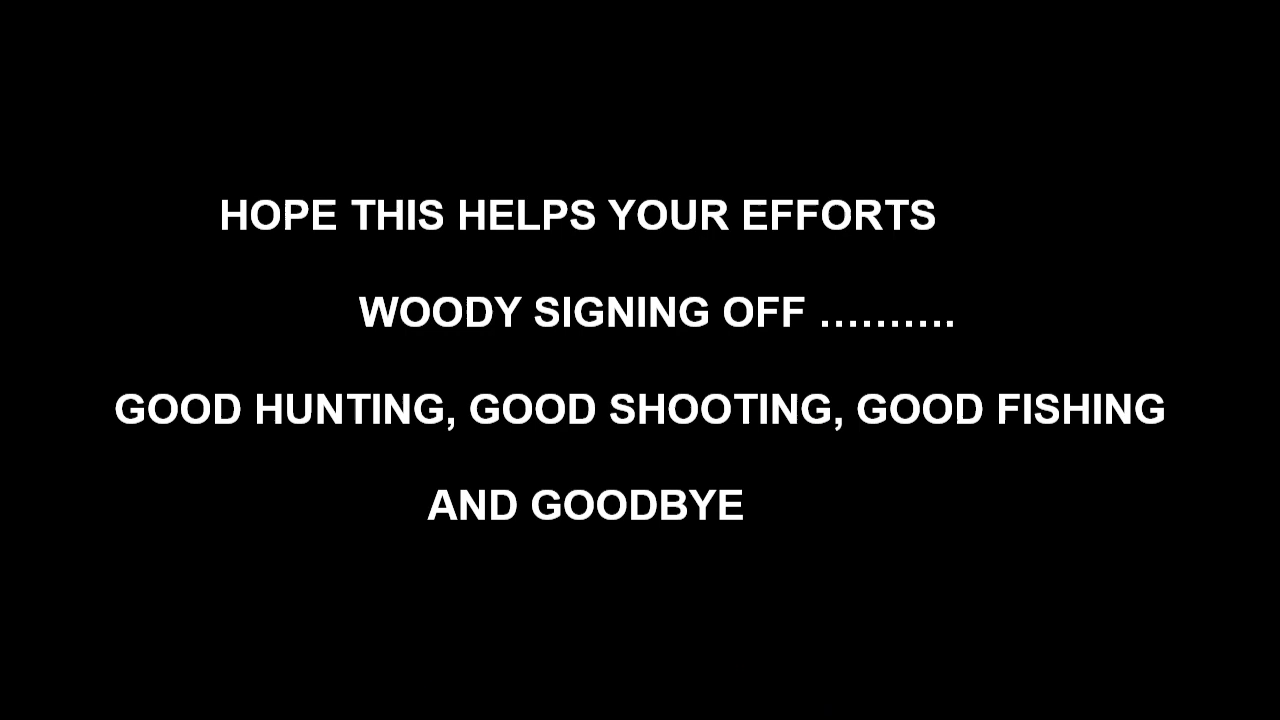 HOPE THIS HELPS YOUR EFFORTS
WOODY SIGNING OFF ..........
GOOD HUNTING, GOOD SHOOTING, GOOD FISHING
AND GOODBYE